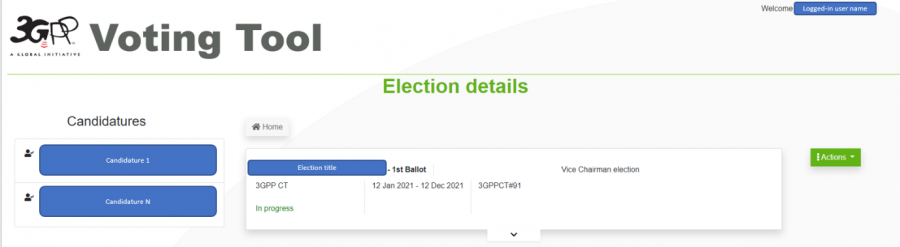 Welcome Logged-in user name
3GPP
A GLOBAL INITIATIVE
Voting Tool
Election details
Candidatures
Candidature 1
Candidature N
Home
Election title - 1st Ballot Vice Chairman election
3GPP CT 12 Jan 2021 - 12 Dec 2021 3GPPCT#91
In progress
Actions